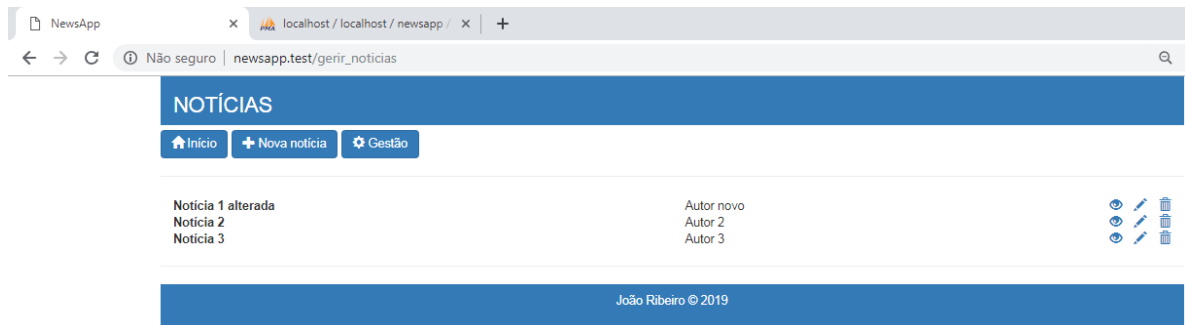 NewsApp
PMA localhost / localhost / newsapp /
Não seguro | newsapp.test/gerir_noticias
NOTÍCIAS
Início Nova notícia Gestão
Notícia 1 alterada Autor novo
Notícia 2 Autor 2
Notícia 3 Autor 3
João Ribeiro © 2019